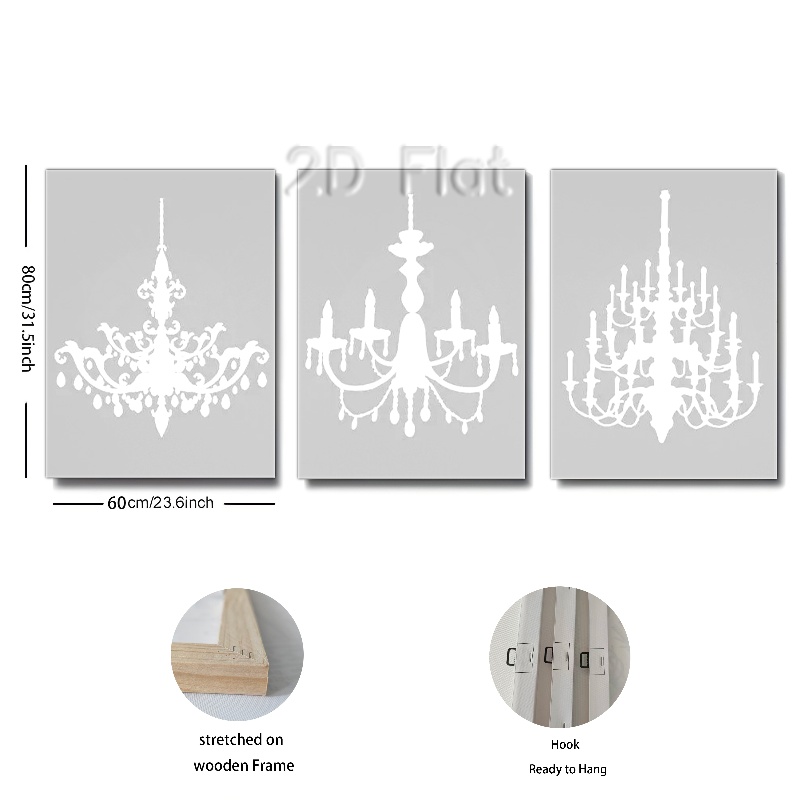 2D Flat
80cm/31.5inch
60cm/23.6inch
stretched on
wooden Frame
Hook
Ready to Hang